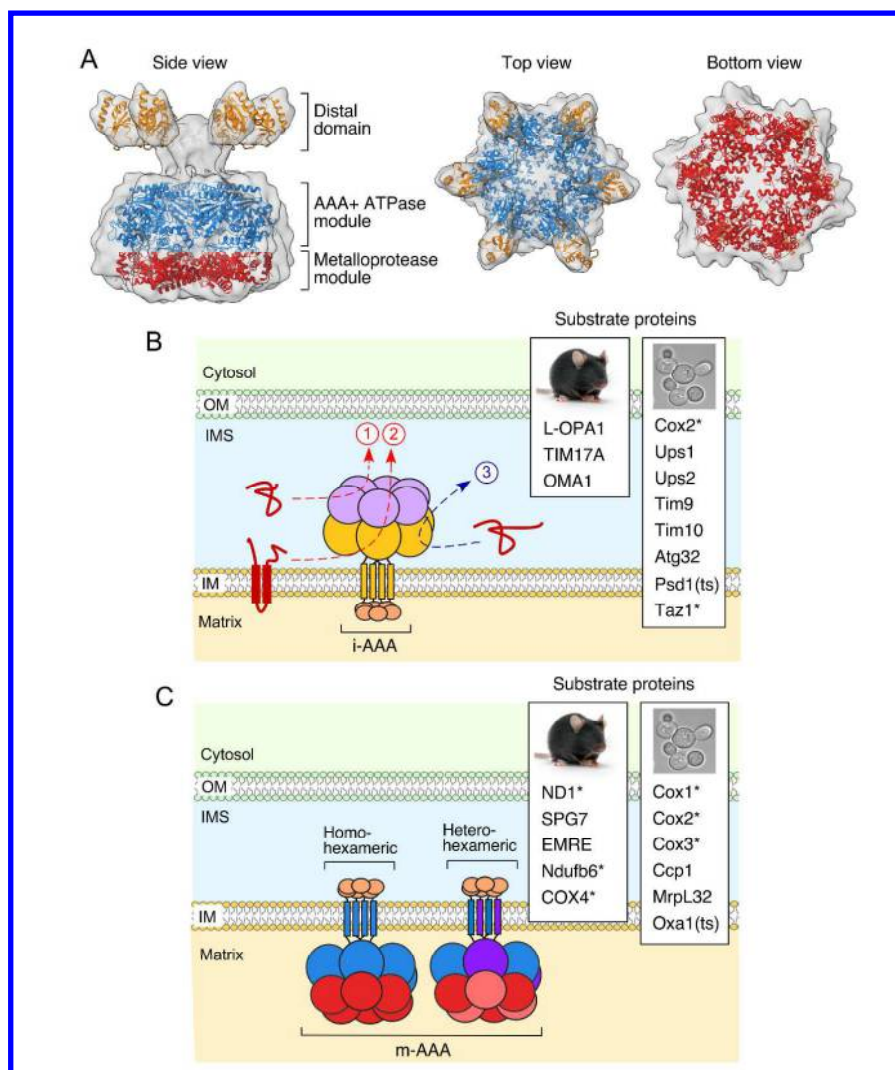 A
Side view
Top view
Bottom view
Distal
domain
AAA+ ATPase
module
Metalloprotease
module
B
Substrate proteins
Cytosol
OM
IMS
1
2
3
L-OPA1
TIM17A
OMA1
Cox2*
Ups1
Ups2
Tim9
Tim10
Atg32
Psd1(ts)
Taz1*
IM
Matrix
i-AAA
C
Substrate proteins
Cytosol
OM
IMS
Homo-
hexameric
Hetero-
hexameric
ND1*
SPG7
EMRE
Ndufb6*
COX4*
Cox1*
Cox2*
Cox3*
Ccp1
MrpL32
Oxa1(ts)
IM
Matrix
m-AAA